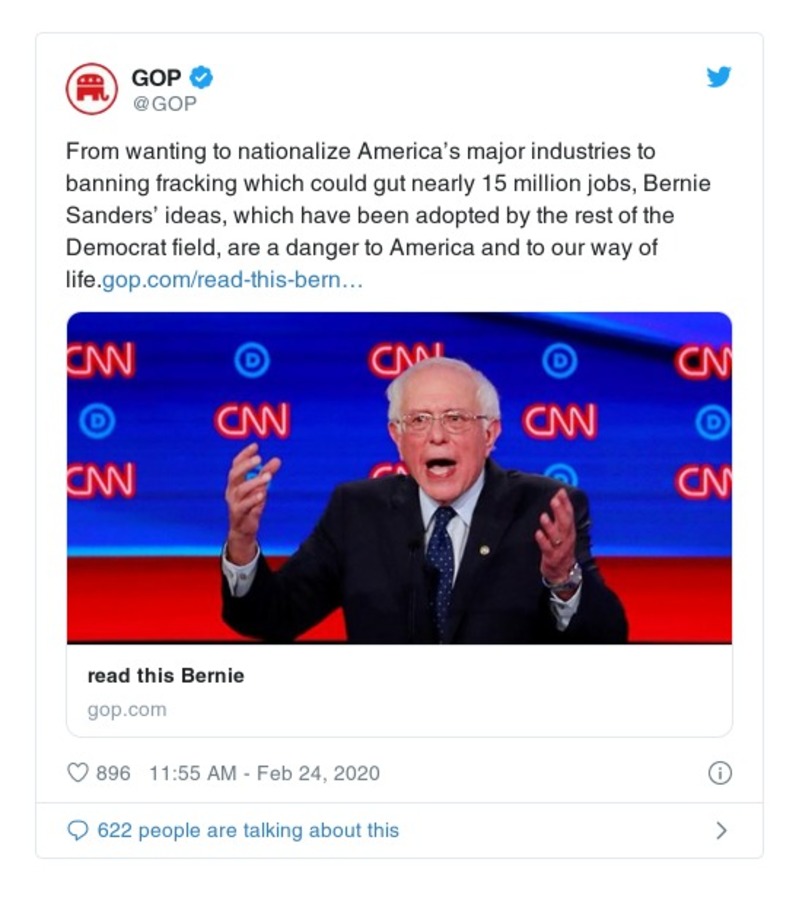 GOP
@GOP
From wanting to nationalize America's major industries to
banning fracking which could gut nearly 15 million jobs, Bernie
Sanders' ideas, which have been adopted by the rest of the
Democrat field, are a danger to America and to our way of
life.gop.com/read-this-bern…
CNN D CNN D CN
D CNN CNN D
CNN CN
read this Bernie
gop.com
896 11:55 AM - Feb 24, 2020
622 people are talking about this